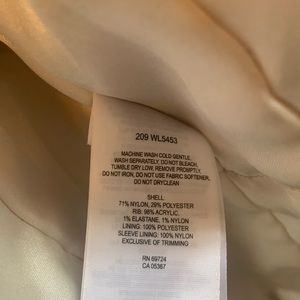 209 WL5453
MACHINE WASH COLD GENTLE,
WASH SEPARATELY, DO NOT BLEACH,
TUMBLE DRY LOW, REMOVE PROMPTLY,
DO NOT IRON, DO NOT USE FABRIC SOFTENER,
DO NOT DRYCLEAN
SHELL:
71% NYLON, 29% POLYESTER
RIB: 98% ACRYLIC,
1% ELASTANE, 1% NYLON
LINING: 100% POLYESTER
SLEEVE LINING: 100% NYLON
EXCLUSIVE OF TRIMMING
RN 69724
CA 05367